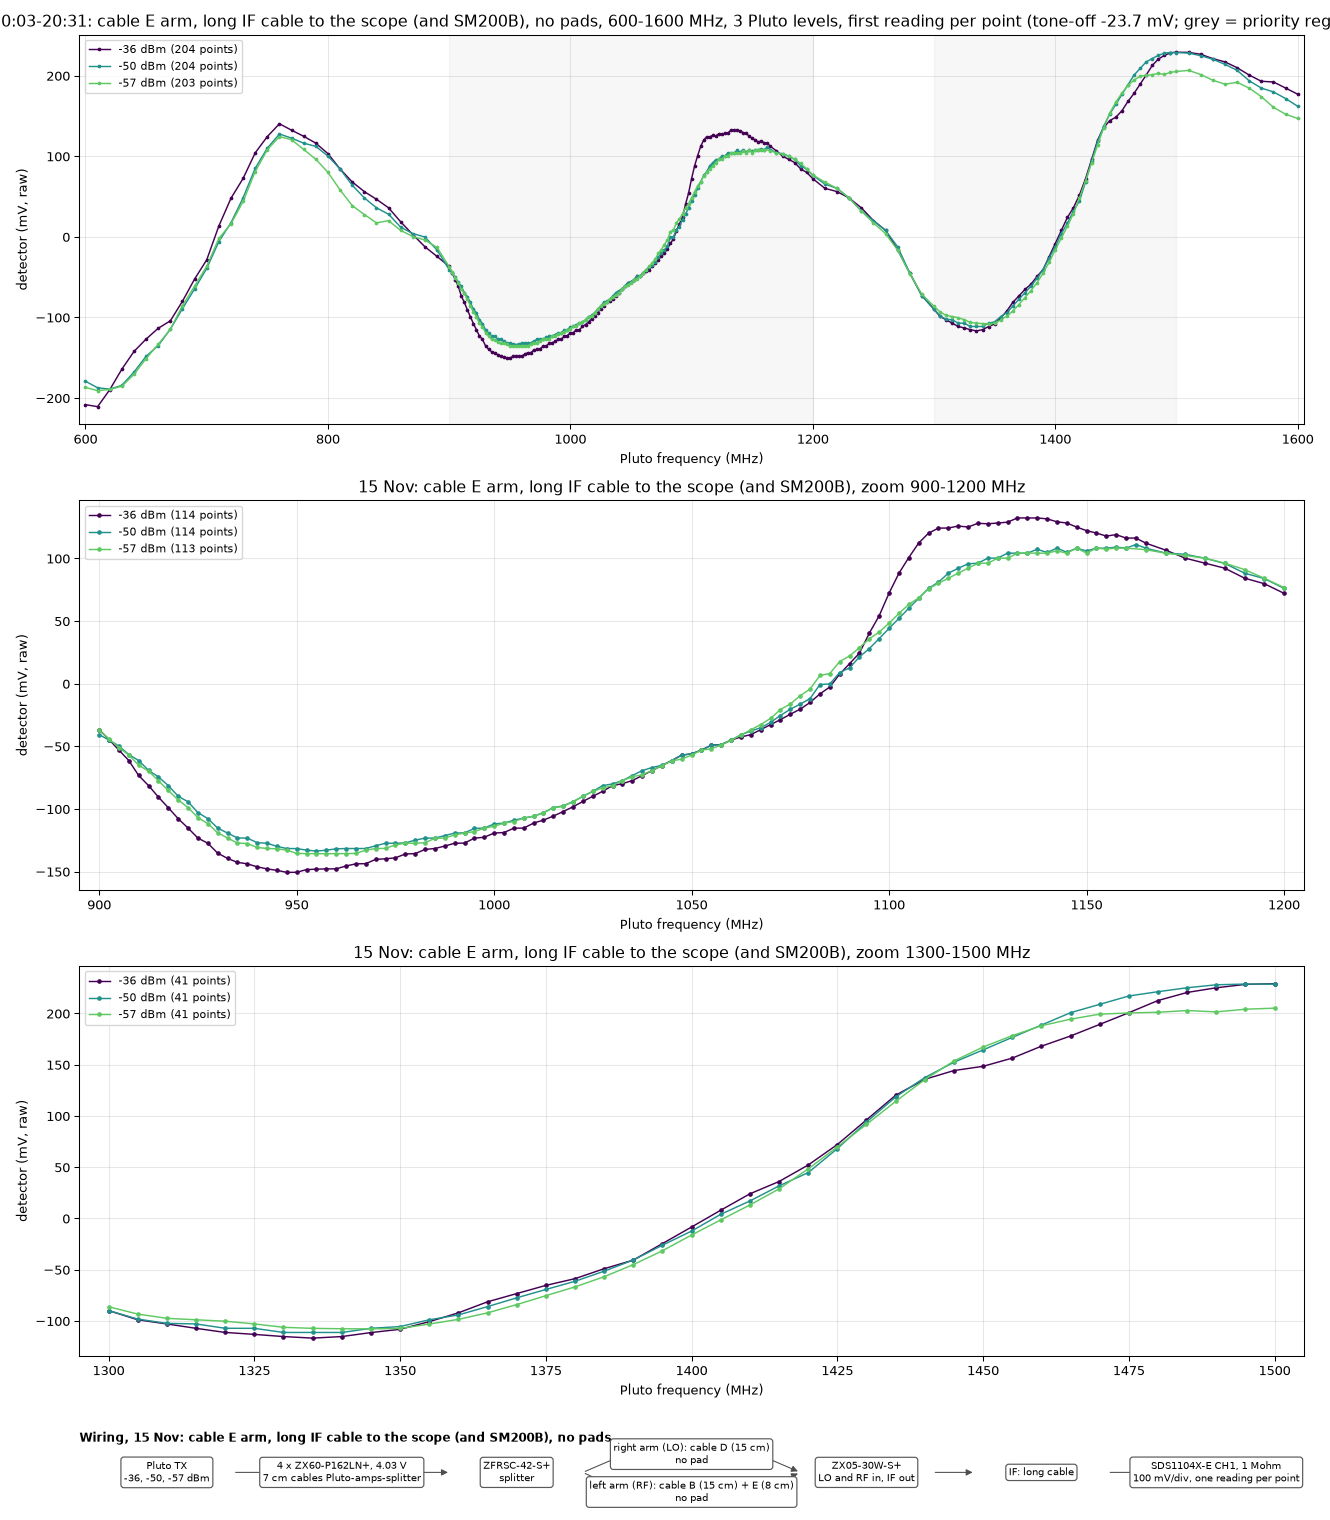 0:03-20:31: cable E arm, long IF cable to the scope (and SM200B), no pads, 600-1600 MHz, 3 Pluto levels, first reading per point (tone-off -23.7 mV; grey = priority reg
-36 dBm (204 points)
-50 dBm (204 points)
-57 dBm (203 points)
detector (mV, raw)
200
100
0
−100
−200
600
800
1000
1200
1400
1600
Pluto frequency (MHz)
15 Nov: cable E arm, long IF cable to the scope (and SM200B), zoom 900-1200 MHz
-36 dBm (114 points)
-50 dBm (114 points)
-57 dBm (113 points)
detector (mV, raw)
100
50
0
−50
−100
−150
900
950
1000
1050
1100
1150
1200
Pluto frequency (MHz)
15 Nov: cable E arm, long IF cable to the scope (and SM200B), zoom 1300-1500 MHz
-36 dBm (41 points)
-50 dBm (41 points)
-57 dBm (41 points)
detector (mV, raw)
200
150
100
50
0
−50
−100
1300
1325
1350
1375
1400
1425
1450
1475
1500
Pluto frequency (MHz)
Wiring, 15 Nov: cable E arm, long IF cable to the scope (and SM200B), no pads
Pluto TX
-36, -50, -57 dBm
4 x ZX60-P162LN+, 4.03 V
7 cm cables Pluto-amps-splitter
ZFRSC-42-S+
splitter
right arm (LO): cable D (15 cm)
no pad
left arm (RF): cable B (15 cm) + E (8 cm)
no pad
ZX05-30W-S+
LO and RF in, IF out
IF: long cable
SDS1104X-E CH1, 1 Mohm
100 mV/div, one reading per point